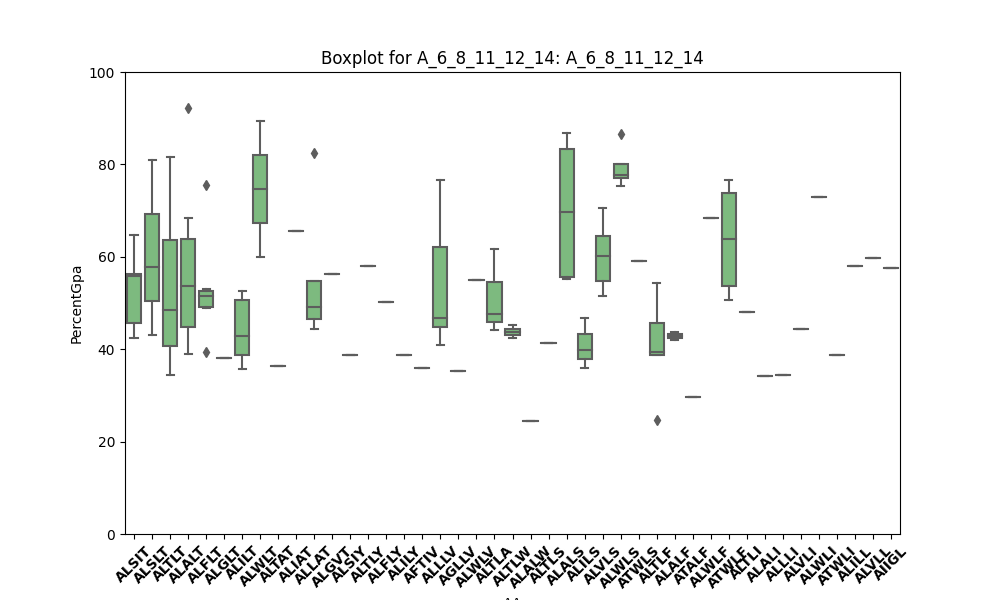 Boxplot for A_6_8_11_12_14: A_6_8_11_12_14
100
80
60
40
20
0
PercentGpa
ALSIT
ALSLT
ALTLT
ALALT
ALFLT
ALGLT
ALILT
ALWLT
ALTAT
ALIAT
ALLAT
ALGVT
ALSIY
ALTLY
ALFLY
ALILY
AFTIV
ALLLV
AGLLV
ALWLV
ALTLA
ALTLW
ALALW
ALTLS
ALALS
ALILS
ALVLS
ALWLS
ATWLS
ALTLF
ALALF
ATALF
ALWLF
ATWLF
ALTLI
ALALI
ALLLI
ALVLI
ALWLI
ATWLI
ALILL
ALVLL
AIIGL